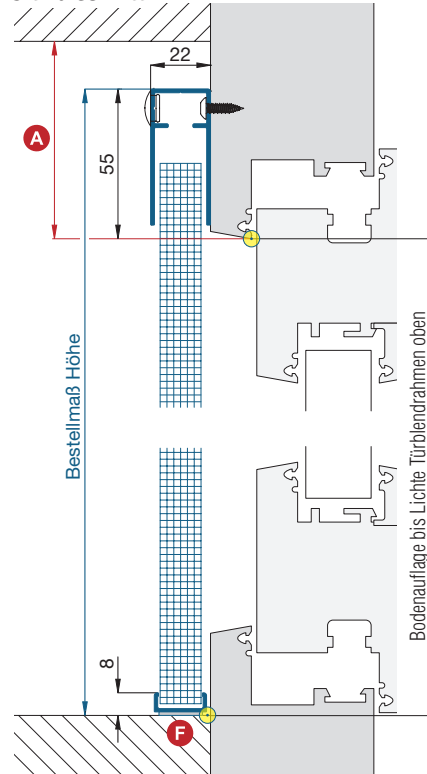 22
A
55
Bestellmaß Höhe
Bodenauflage bis Lichte Türblendrahmen oben
8
F